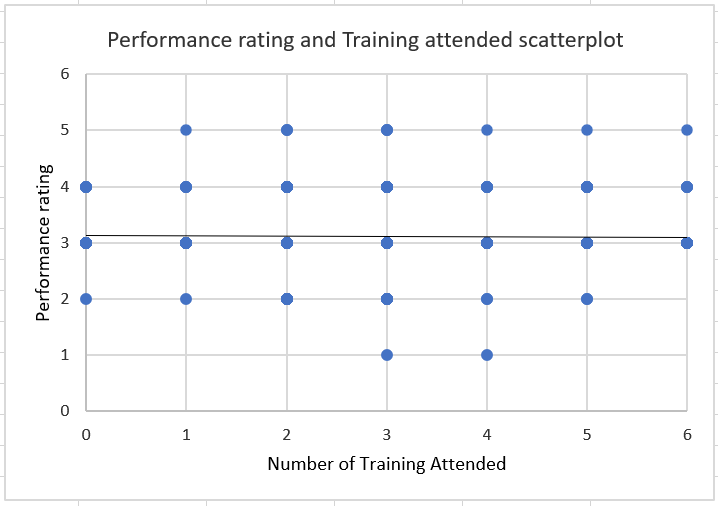 Performance rating and Training attended scatterplot
6
5
4
3
2
1
0
Performance rating
0 1 2 3 4 5 6
Number of Training Attended